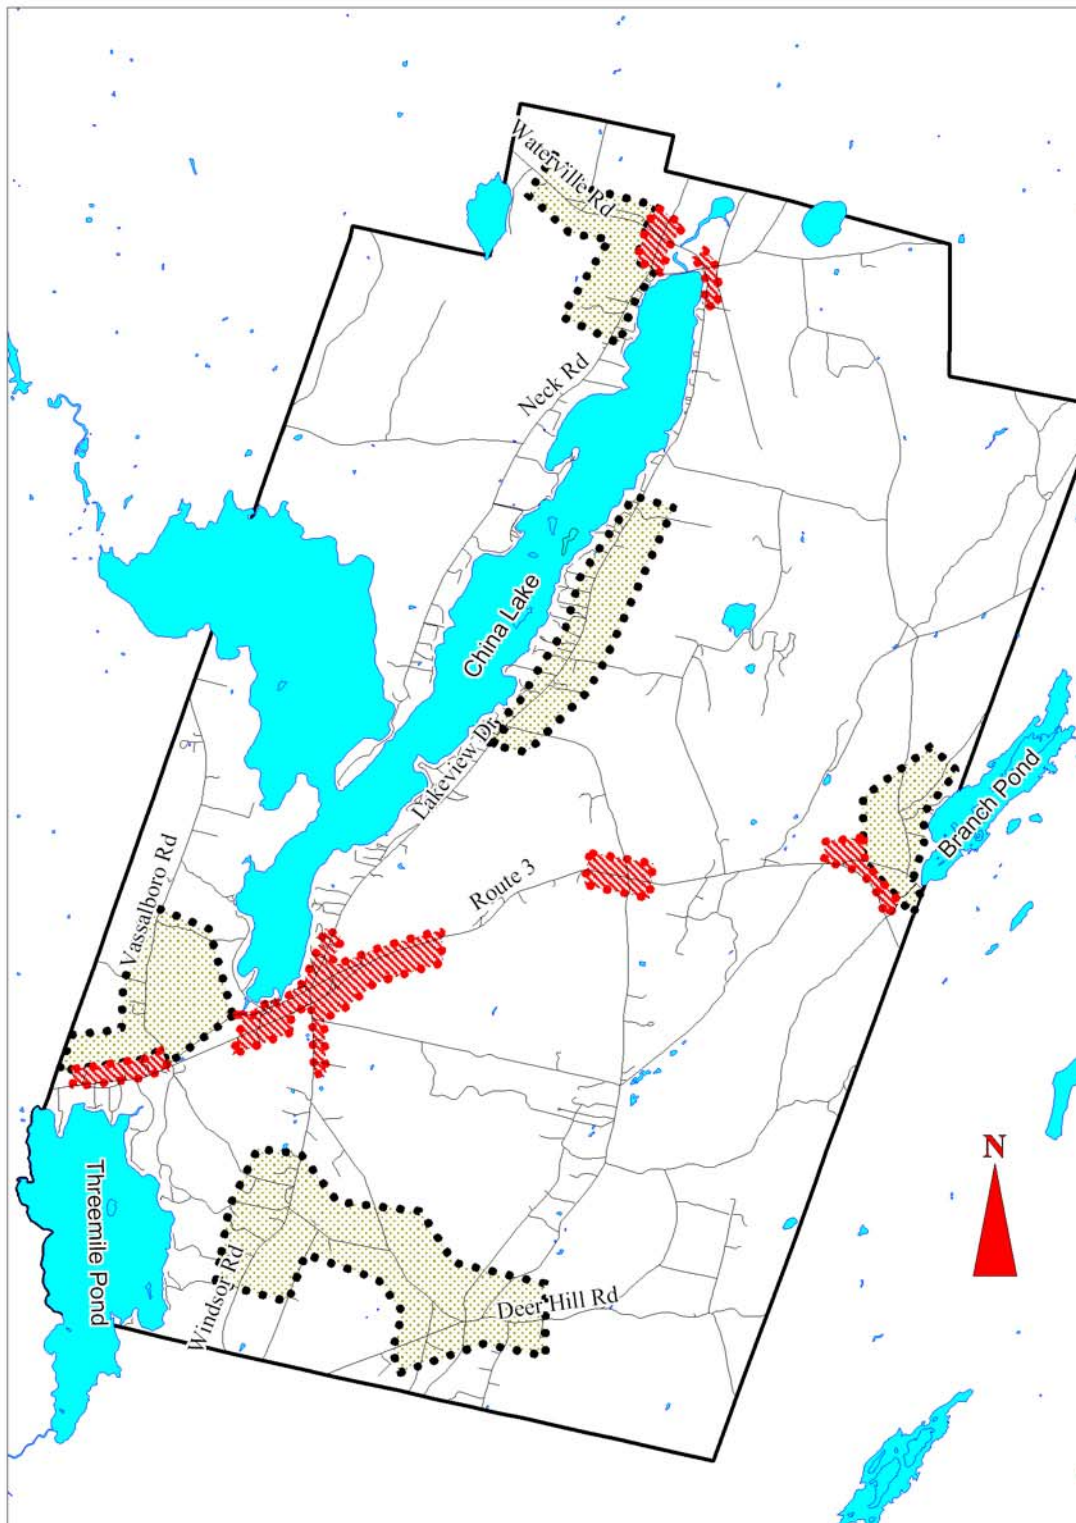 Waterville Rd
Neck Rd
China Lake
Lakeview Dr
Branch Pond
Vassalboro Rd
Route 3
N
Threemile Pond
Windsor Rd
Deer Hill Rd